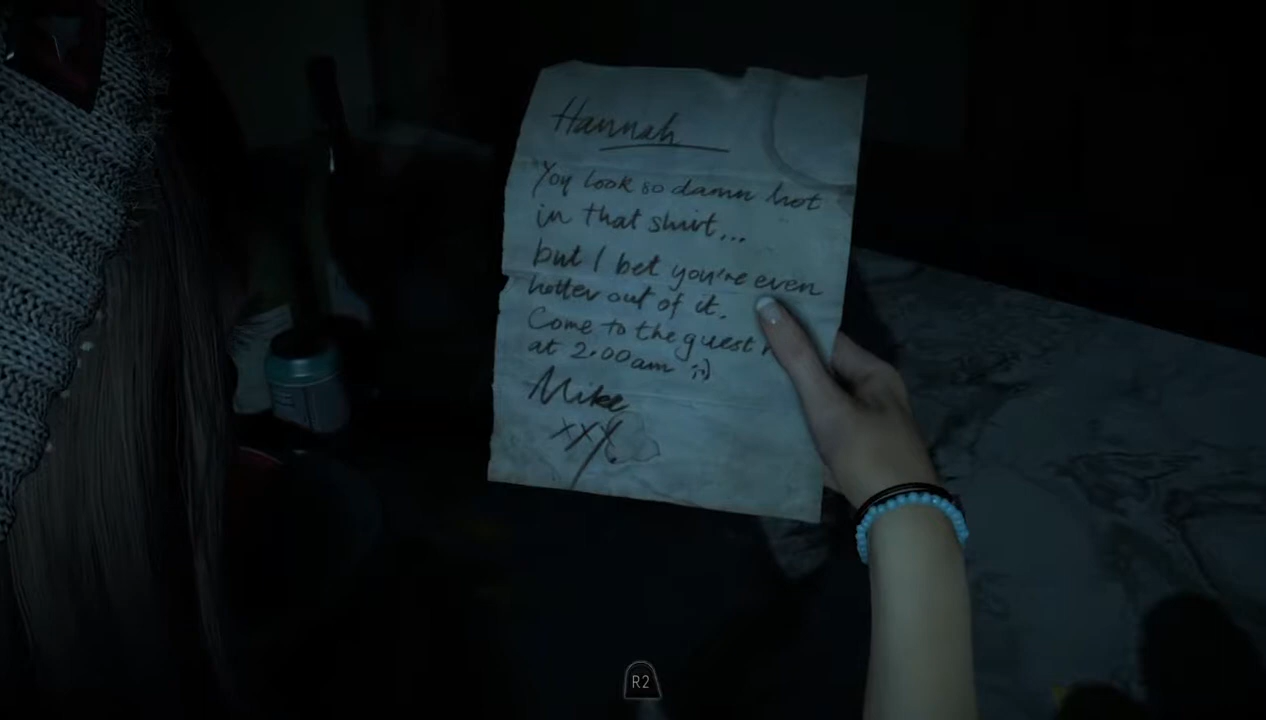 Hannah
You look so damn hot
in that shirt...
but I bet you're even
hotter out of it.
Come to the guest
at 2.00am ;)
Mike
xxx.
R2